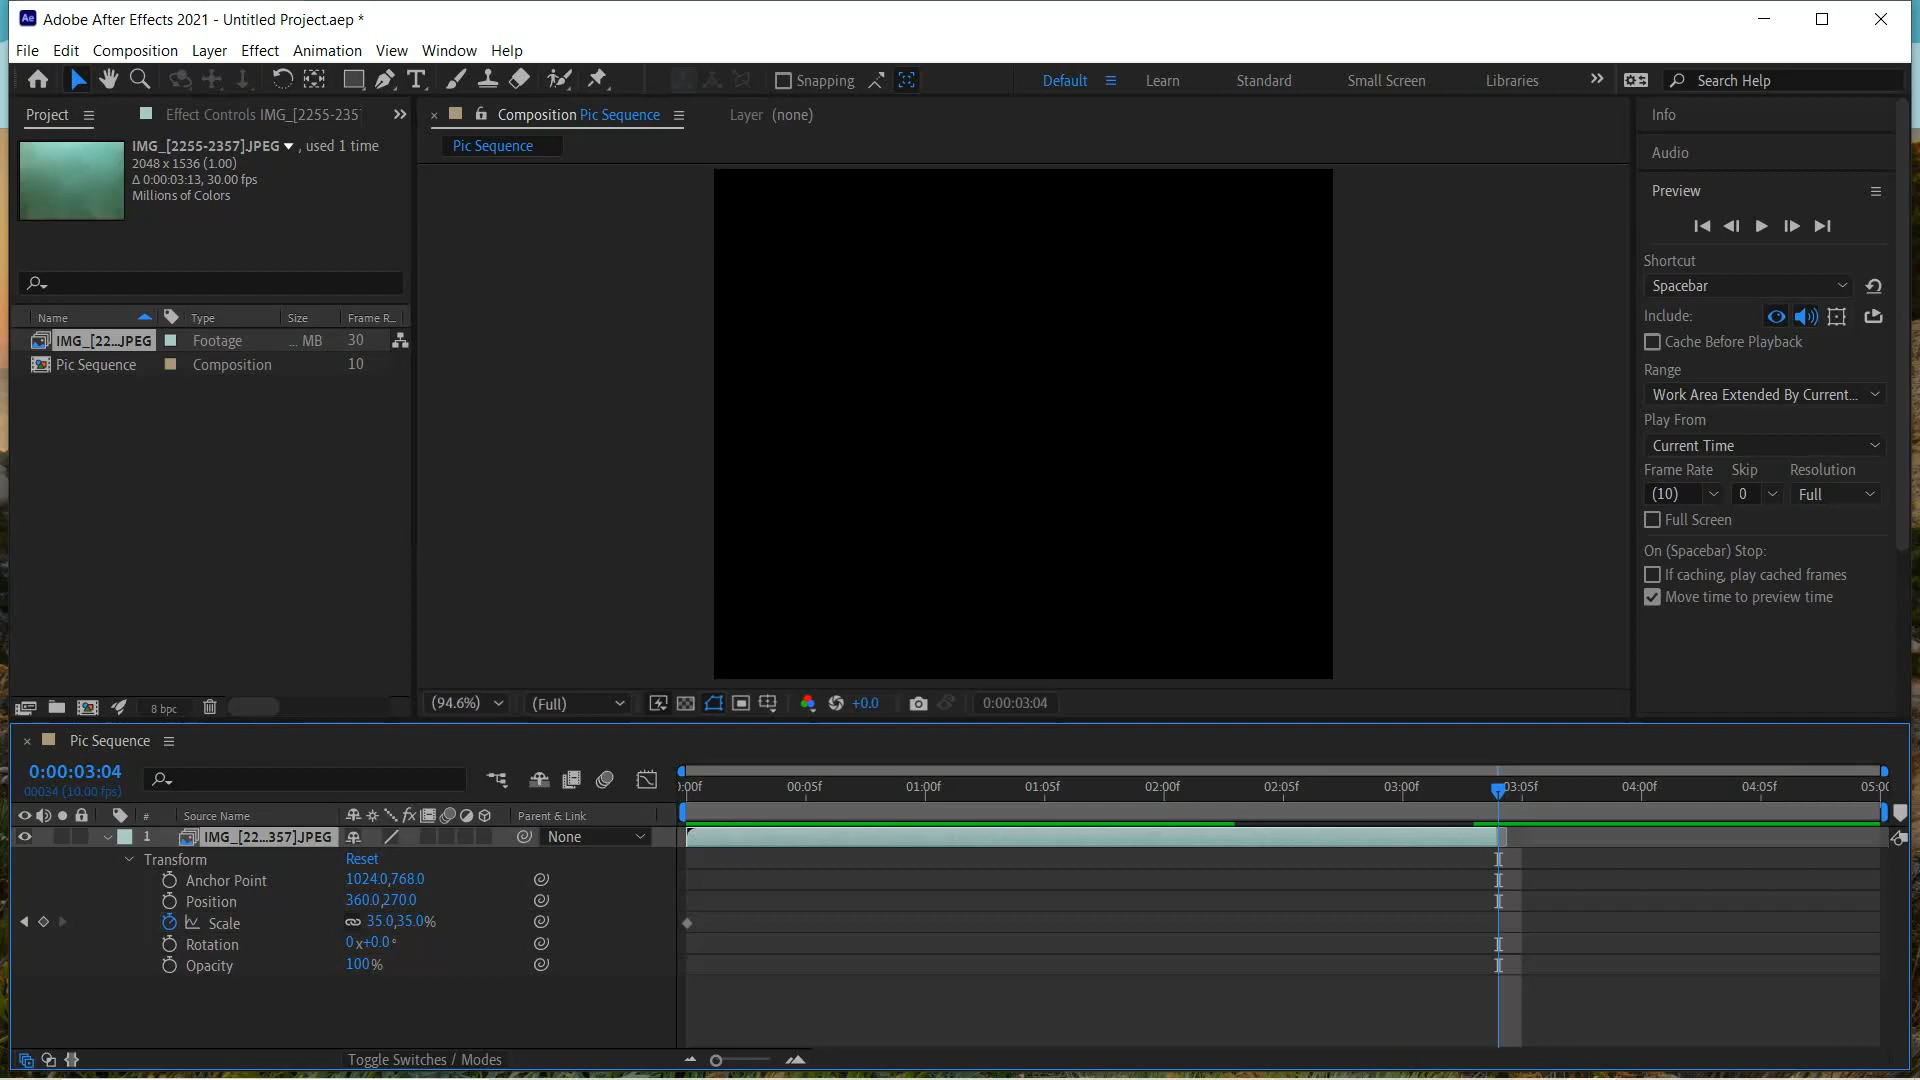 Adobe After Effects 2021 - Untitled Project.aep *
File Edit Composition Layer Effect Animation View Window Help
Snapping Default Learn Standard Small Screen Libraries Search Help
Project Effect Controls IMG_[2255-235
IMG_[2255-2357].JPEG , used 1 time
2048 x 1536 (1.00)
Δ 0:00:03:13, 30.00 fps
Millions of Colors
Name Type Size Frame R...
IMG_[22...JPEG Footage ... MB 30
Pic Sequence Composition 10
8 bpc
Composition Pic Sequence Layer (none)
Pic Sequence
(94.6%) (Full) +0.0 0:00:03:04
Info
Audio
Preview
Shortcut
Spacebar
Include:
Cache Before Playback
Range
Work Area Extended By Current...
Play From
Current Time
Frame Rate Skip Resolution
(10) 0 Full
Full Screen
On (Spacebar) Stop:
If caching, play cached frames
Move time to preview time
Pic Sequence
0:00:03:04
00034 (10.00 fps)
:00f 00:05f 01:00f 01:05f 02:00f 02:05f 03:00f 03:05f 04:00f 04:05f 05:00
# Source Name fx Parent & Link
1 IMG_[22...357].JPEG None
Transform Reset
Anchor Point 1024.0,768.0
Position 360.0,270.0
Scale 35.0,35.0%
Rotation 0x+0.0°
Opacity 100%
Toggle Switches / Modes